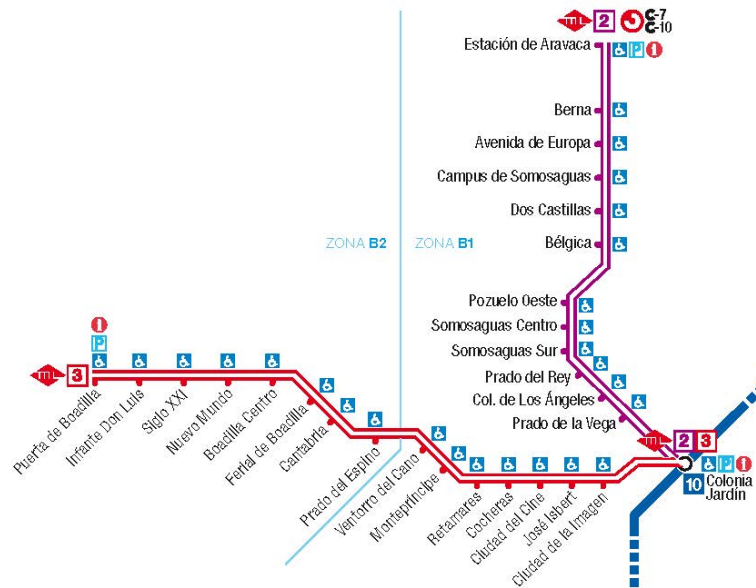 ML 2 C-7
C-10
Estación de Aravaca
P i
Berna
Avenida de Europa
Campus de Somosaguas
Dos Castillas
ZONA B2 ZONA B1
Bélgica
Pozuelo Oeste
Somosaguas Centro
Somosaguas Sur
Prado del Rey
Col. de Los Ángeles
Prado de la Vega
i
P
ML 3
Puerta de Boadilla
Infante Don Luis
Siglo XXI
Nuevo Mundo
Boadilla Centro
Ferial de Boadilla
Cantabria
Prado del Espino
Ventorro del Cano
Montepríncipe
Retamares
Cocheras
Ciudad del Cine
José Isbert
Ciudad de la Imagen
ML 2 3
P i
10 Colonia
Jardín